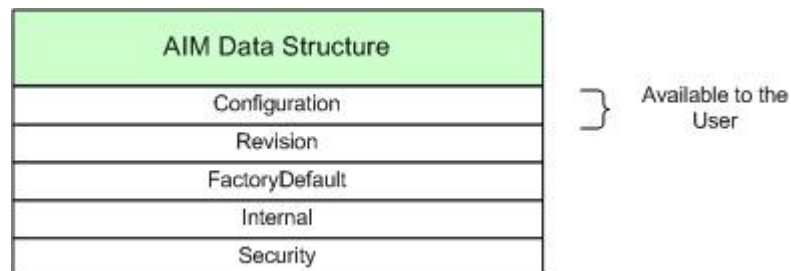 AIM Data Structure
Configuration
Available to the
User
Revision
FactoryDefault
Internal
Security